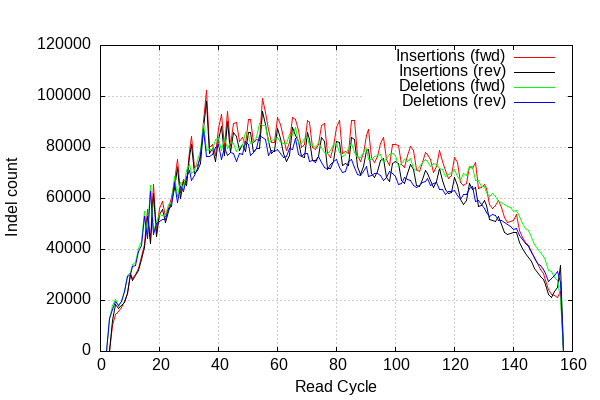 120000
100000
80000
60000
40000
20000
0
Indel count
Insertions (fwd)
Insertions (rev)
Deletions (fwd)
Deletions (rev)
0 20 40 60 80 100 120 140 160
Read Cycle